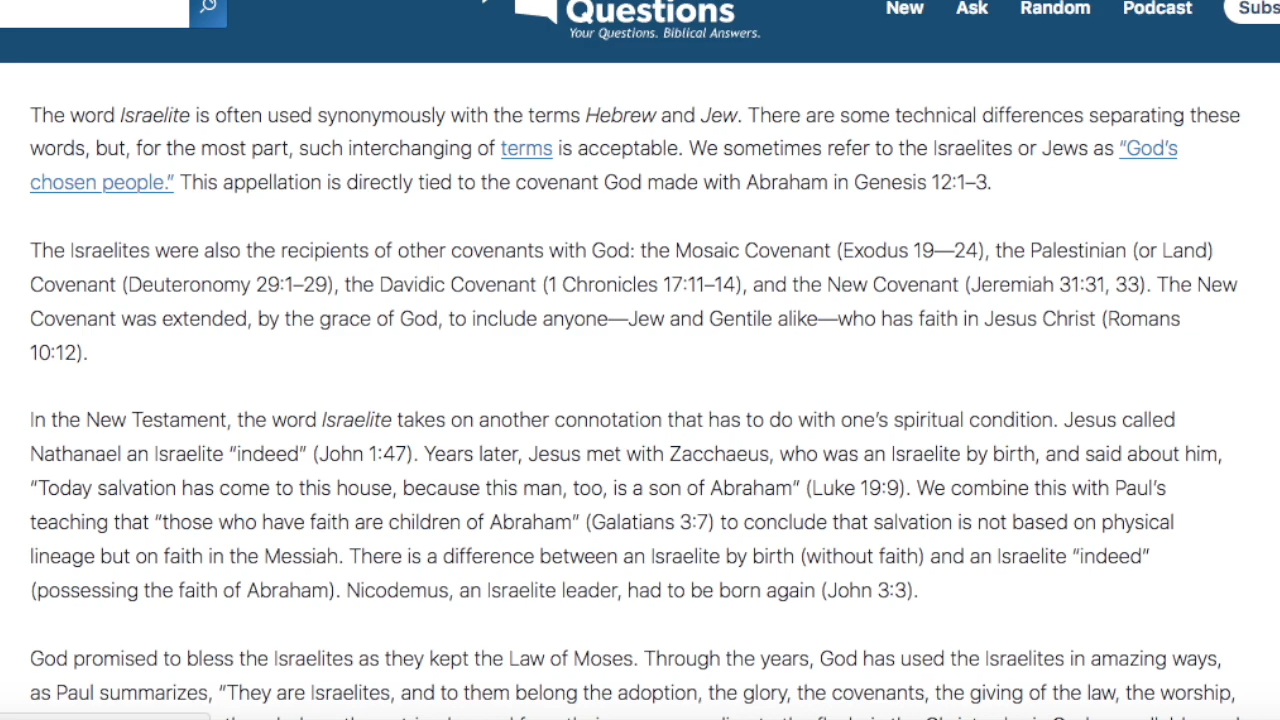 Questions
Your Questions. Biblical Answers.
New Ask Random Podcast Subs
The word Israelite is often used synonymously with the terms Hebrew and Jew. There are some technical differences separating these
words, but, for the most part, such interchanging of terms is acceptable. We sometimes refer to the Israelites or Jews as “God’s
chosen people.” This appellation is directly tied to the covenant God made with Abraham in Genesis 12:1–3.
The Israelites were also the recipients of other covenants with God: the Mosaic Covenant (Exodus 19—24), the Palestinian (or Land)
Covenant (Deuteronomy 29:1–29), the Davidic Covenant (1 Chronicles 17:11–14), and the New Covenant (Jeremiah 31:31, 33). The New
Covenant was extended, by the grace of God, to include anyone—Jew and Gentile alike—who has faith in Jesus Christ (Romans
10:12).
In the New Testament, the word Israelite takes on another connotation that has to do with one’s spiritual condition. Jesus called
Nathanael an Israelite “indeed” (John 1:47). Years later, Jesus met with Zacchaeus, who was an Israelite by birth, and said about him,
“Today salvation has come to this house, because this man, too, is a son of Abraham” (Luke 19:9). We combine this with Paul’s
teaching that “those who have faith are children of Abraham” (Galatians 3:7) to conclude that salvation is not based on physical
lineage but on faith in the Messiah. There is a difference between an Israelite by birth (without faith) and an Israelite “indeed”
(possessing the faith of Abraham). Nicodemus, an Israelite leader, had to be born again (John 3:3).
God promised to bless the Israelites as they kept the Law of Moses. Through the years, God has used the Israelites in amazing ways,
as Paul summarizes, “They are Israelites, and to them belong the adoption, the glory, the covenants, the giving of the law, the worship,